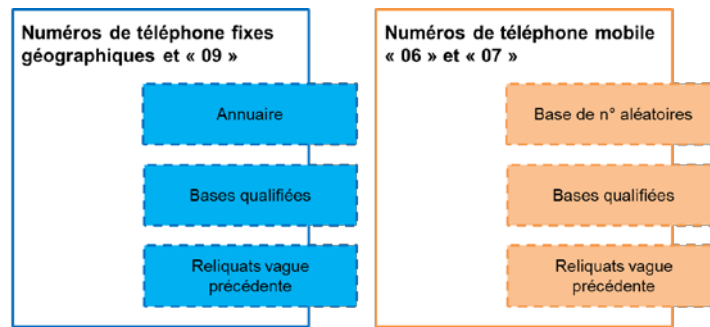 Numéros de téléphone fixes
géographiques et « 09 »
Annuaire
Bases qualifiées
Reliquats vague
précédente
Numéros de téléphone mobile
« 06 » et « 07 »
Base de n° aléatoires
Bases qualifiées
Reliquats vague
précédente